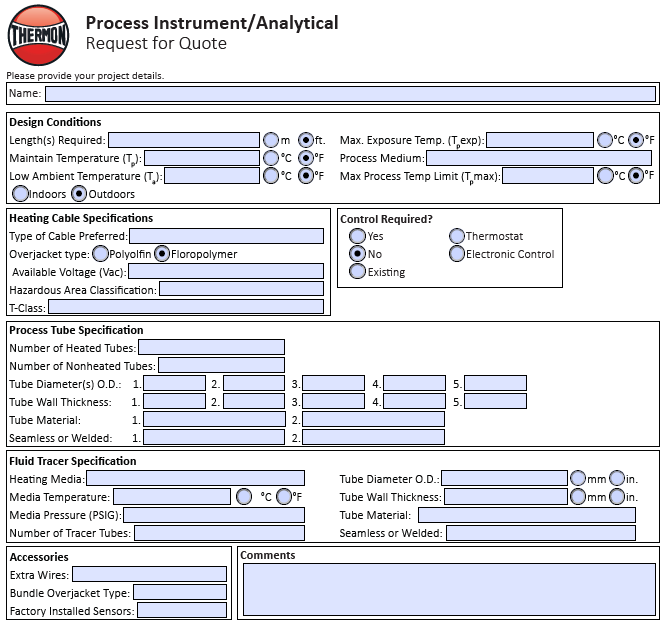 THERMON
Process Instrument/Analytical
Request for Quote
Please provide your project details.
Name:
Design Conditions
Length(s) Required: m ft. Max. Exposure Temp. (Tpexp): °C °F
Maintain Temperature (Tp): °C °F Process Medium:
Low Ambient Temperature (Ta): °C °F Max Process Temp Limit (Tpmax): °C °F
Indoors Outdoors
Heating Cable Specifications
Type of Cable Preferred:
Overjacket type: Polyolfin Floropolymer
Available Voltage (Vac):
Hazardous Area Classification:
T-Class:
Control Required?
Yes Thermostat
No Electronic Control
Existing
Process Tube Specification
Number of Heated Tubes:
Number of Nonheated Tubes:
Tube Diameter(s) O.D.: 1. 2. 3. 4. 5.
Tube Wall Thickness: 1. 2. 3. 4. 5.
Tube Material: 1. 2.
Seamless or Welded: 1. 2.
Fluid Tracer Specification
Heating Media: Tube Diameter O.D.: mm in.
Media Temperature: °C °F Tube Wall Thickness: mm in.
Media Pressure (PSIG): Tube Material:
Number of Tracer Tubes: Seamless or Welded:
Accessories
Extra Wires:
Bundle Overjacket Type:
Factory Installed Sensors:
Comments